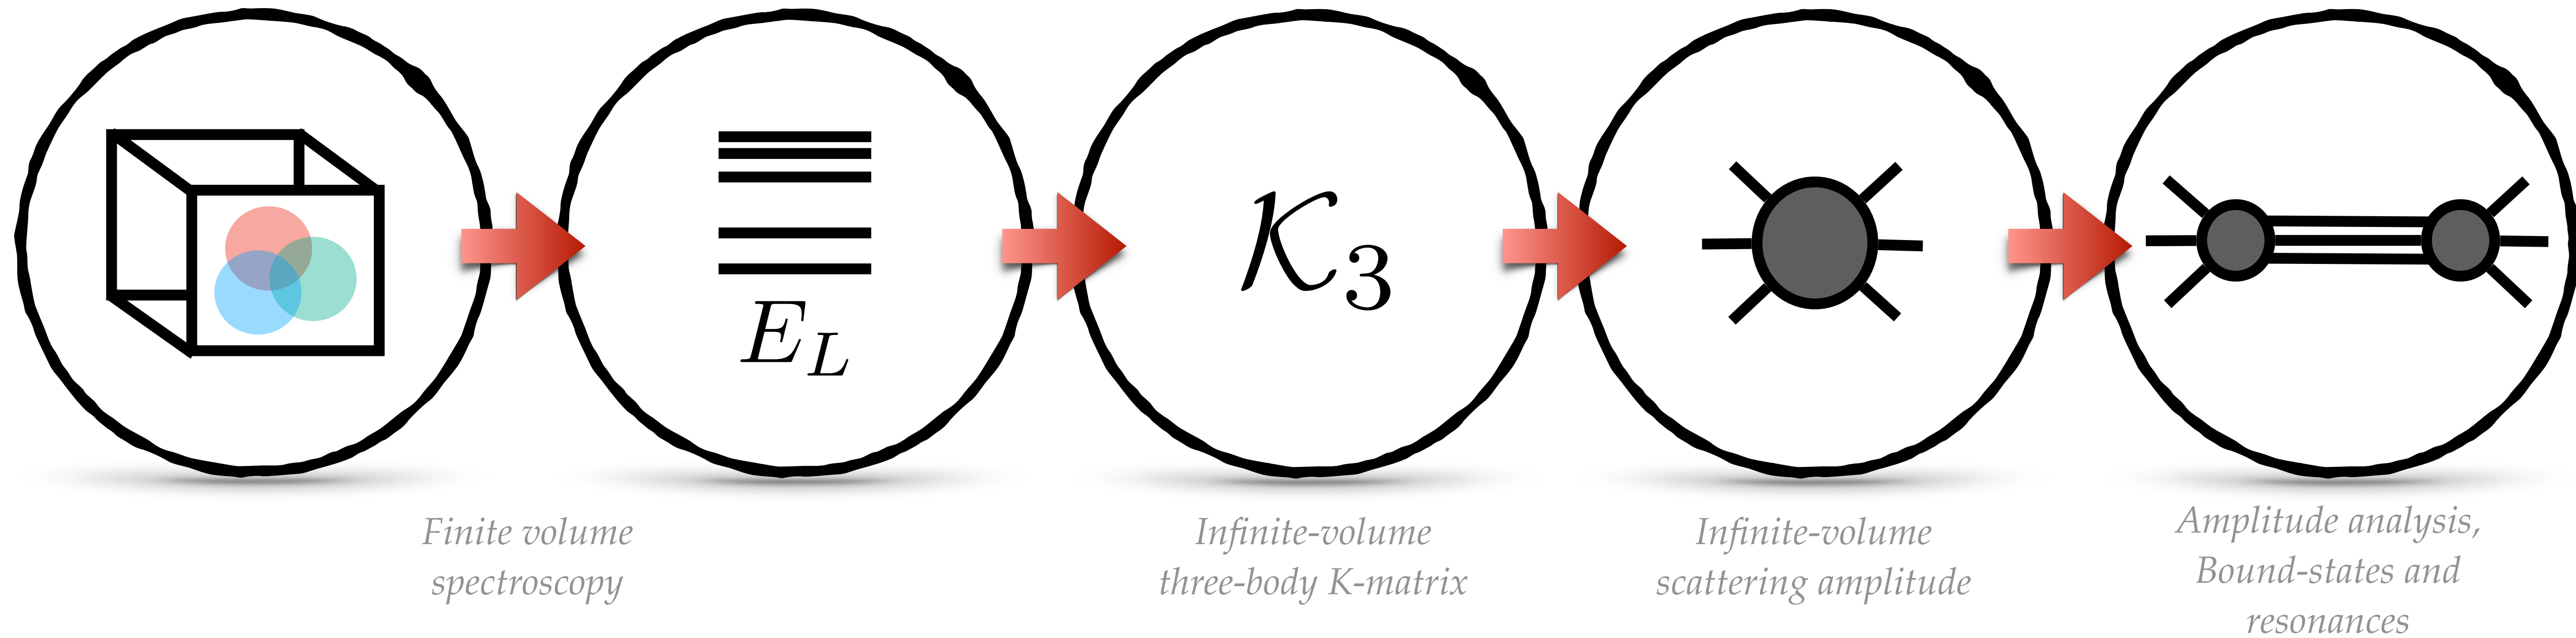 E_L
𝒦_3
Finite volume
spectroscopy
Infinite-volume
three-body K-matrix
Infinite-volume
scattering amplitude
Amplitude analysis,
Bound-states and
resonances